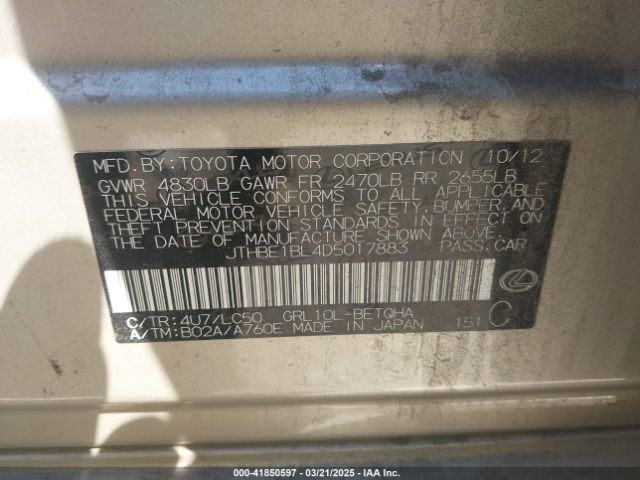 MFD.BY:TOYOTA MOTOR CORPORATION 10/12
GVWR 4830LB GAWR FR 2470LB RR 2655LB
THIS VEHICLE CONFORMS TO ALL APPLICABLE
FEDERAL MOTOR VEHICLE SAFETY, BUMPER, AND
THEFT PREVENTION STANDARDS IN EFFECT ON
THE DATE OF MANUFACTURE SHOWN ABOVE.
JTHBE1BL4D5017883 PASS.CAR
C/TR:4U7/LC50 GRL10L-BETQHA
A/TM:B02A/A760E MADE IN JAPAN 151 C
000-41850597 - 03/21/2025 - IAA Inc.